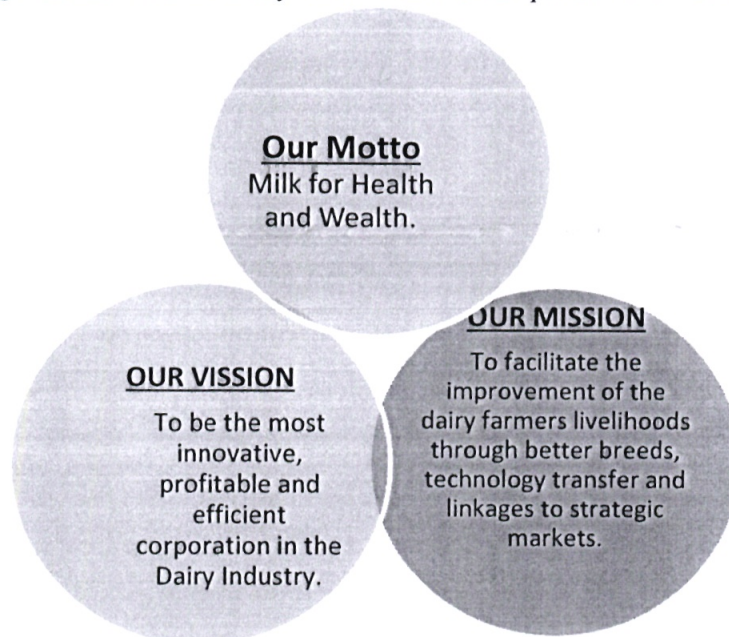 Our Motto
Milk for Health
and Wealth.
OUR VISSION
To be the most
innovative,
profitable and
efficient
corporation in the
Dairy Industry.
OUR MISSION
To facilitate the
improvement of the
dairy farmers livelihoods
through better breeds,
technology transfer and
linkages to strategic
markets.